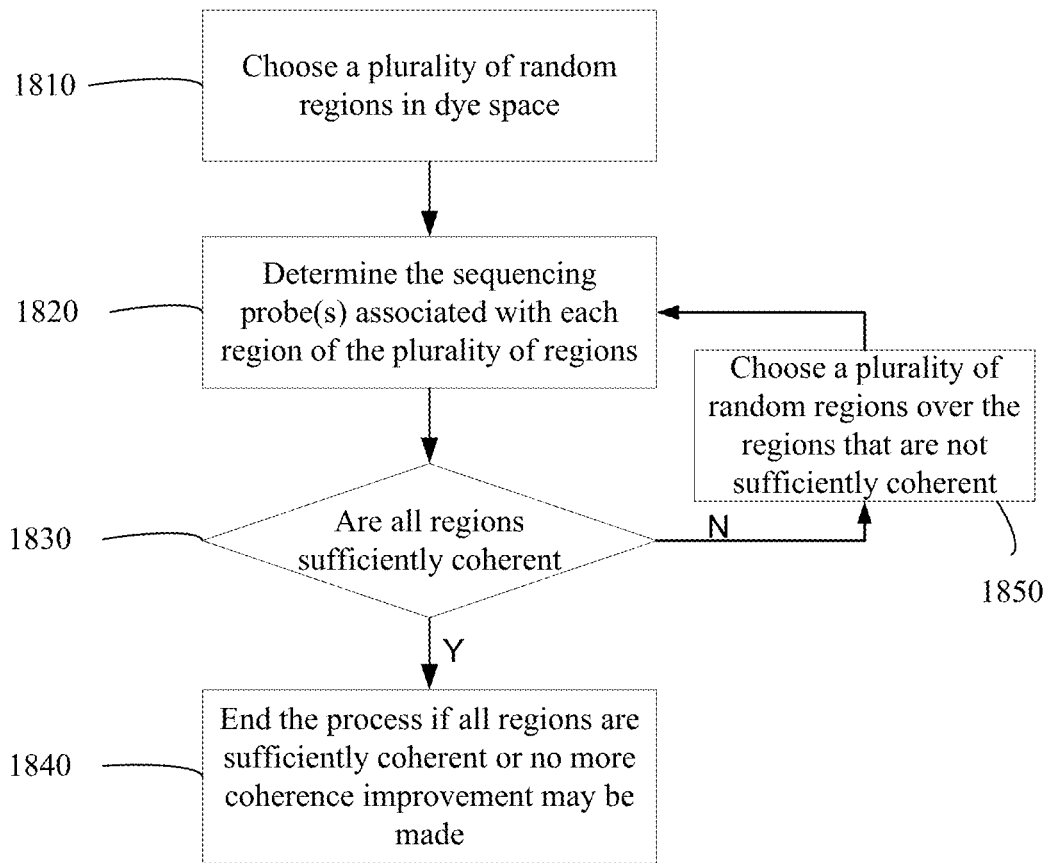 1810
Choose a plurality of random
regions in dye space
1820
Determine the sequencing
probe(s) associated with each
region of the plurality of regions
Choose a plurality of
random regions over the
regions that are not
sufficiently coherent
1830
Are all regions
sufficiently coherent
N
1850
Y
1840
End the process if all regions are
sufficiently coherent or no more
coherence improvement may be
made